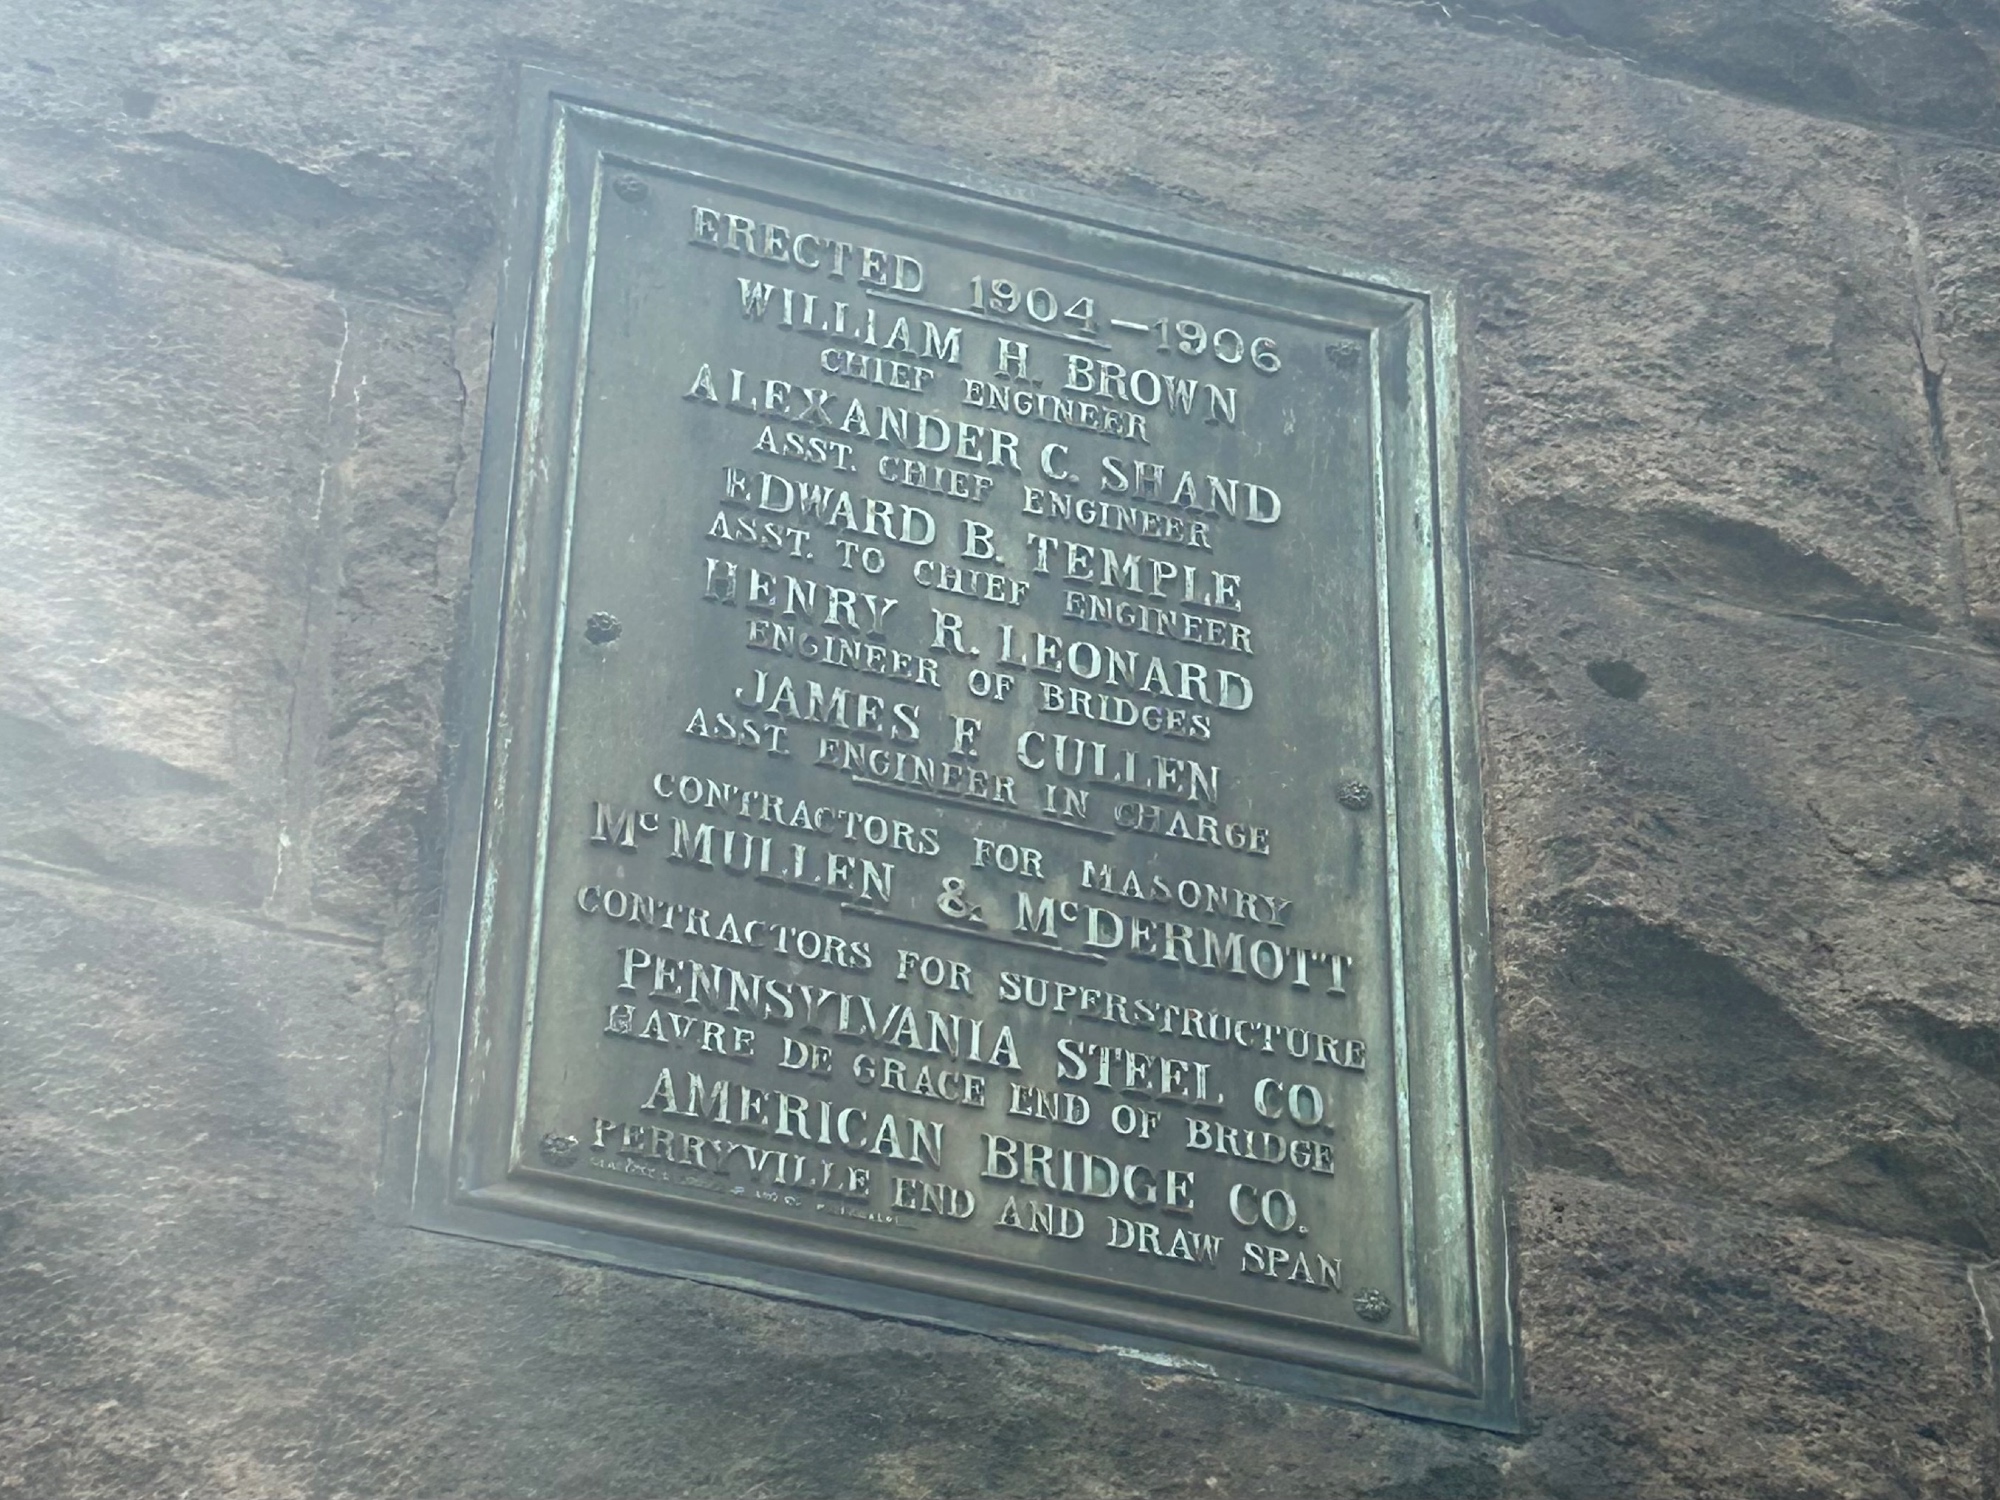 ERECTED 1904-1906
WILLIAM H. BROWN
CHIEF ENGINEER
ALEXANDER C. SHAND
ASST. CHIEF ENGINEER
EDWARD B. TEMPLE
ASST. TO CHIEF ENGINEER
HENRY R. LEONARD
ENGINEER OF BRIDGES
JAMES F. CULLEN
ASST. ENGINEER IN CHARGE
CONTRACTORS FOR MASONRY
McMULLEN & McDERMOTT
CONTRACTORS FOR SUPERSTRUCTURE
PENNSYLVANIA STEEL CO.
HAVRE DE GRACE END OF BRIDGE
AMERICAN BRIDGE CO.
PERRYVILLE END AND DRAW SPAN